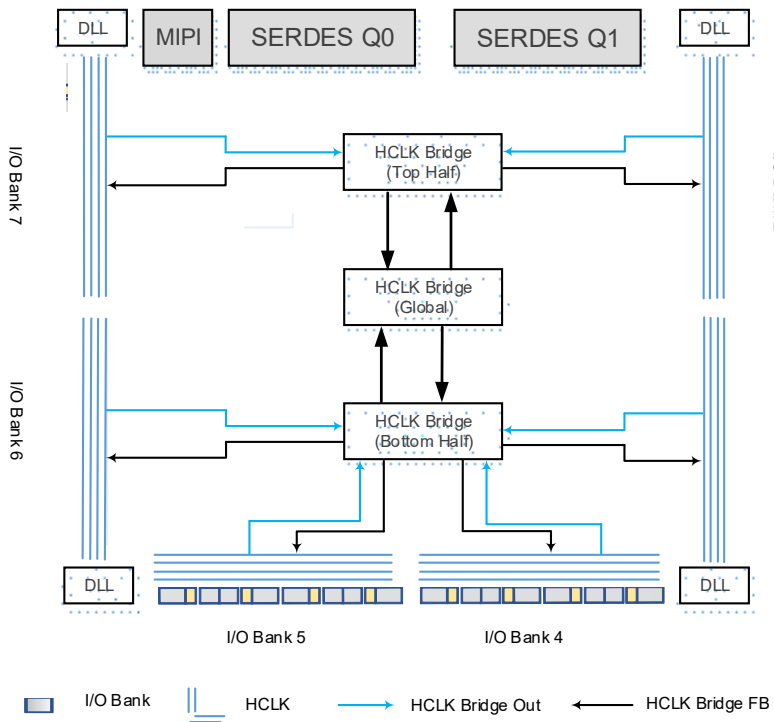 DLL
MIPI
SERDES Q0
SERDES Q1
DLL
I/O Bank 7
HCLK Bridge
(Top Half)
HCLK Bridge
(Global)
I/O Bank 6
HCLK Bridge
(Bottom Half)
DLL
DLL
I/O Bank 5
I/O Bank 4
I/O Bank
HCLK
HCLK Bridge Out
HCLK Bridge FB